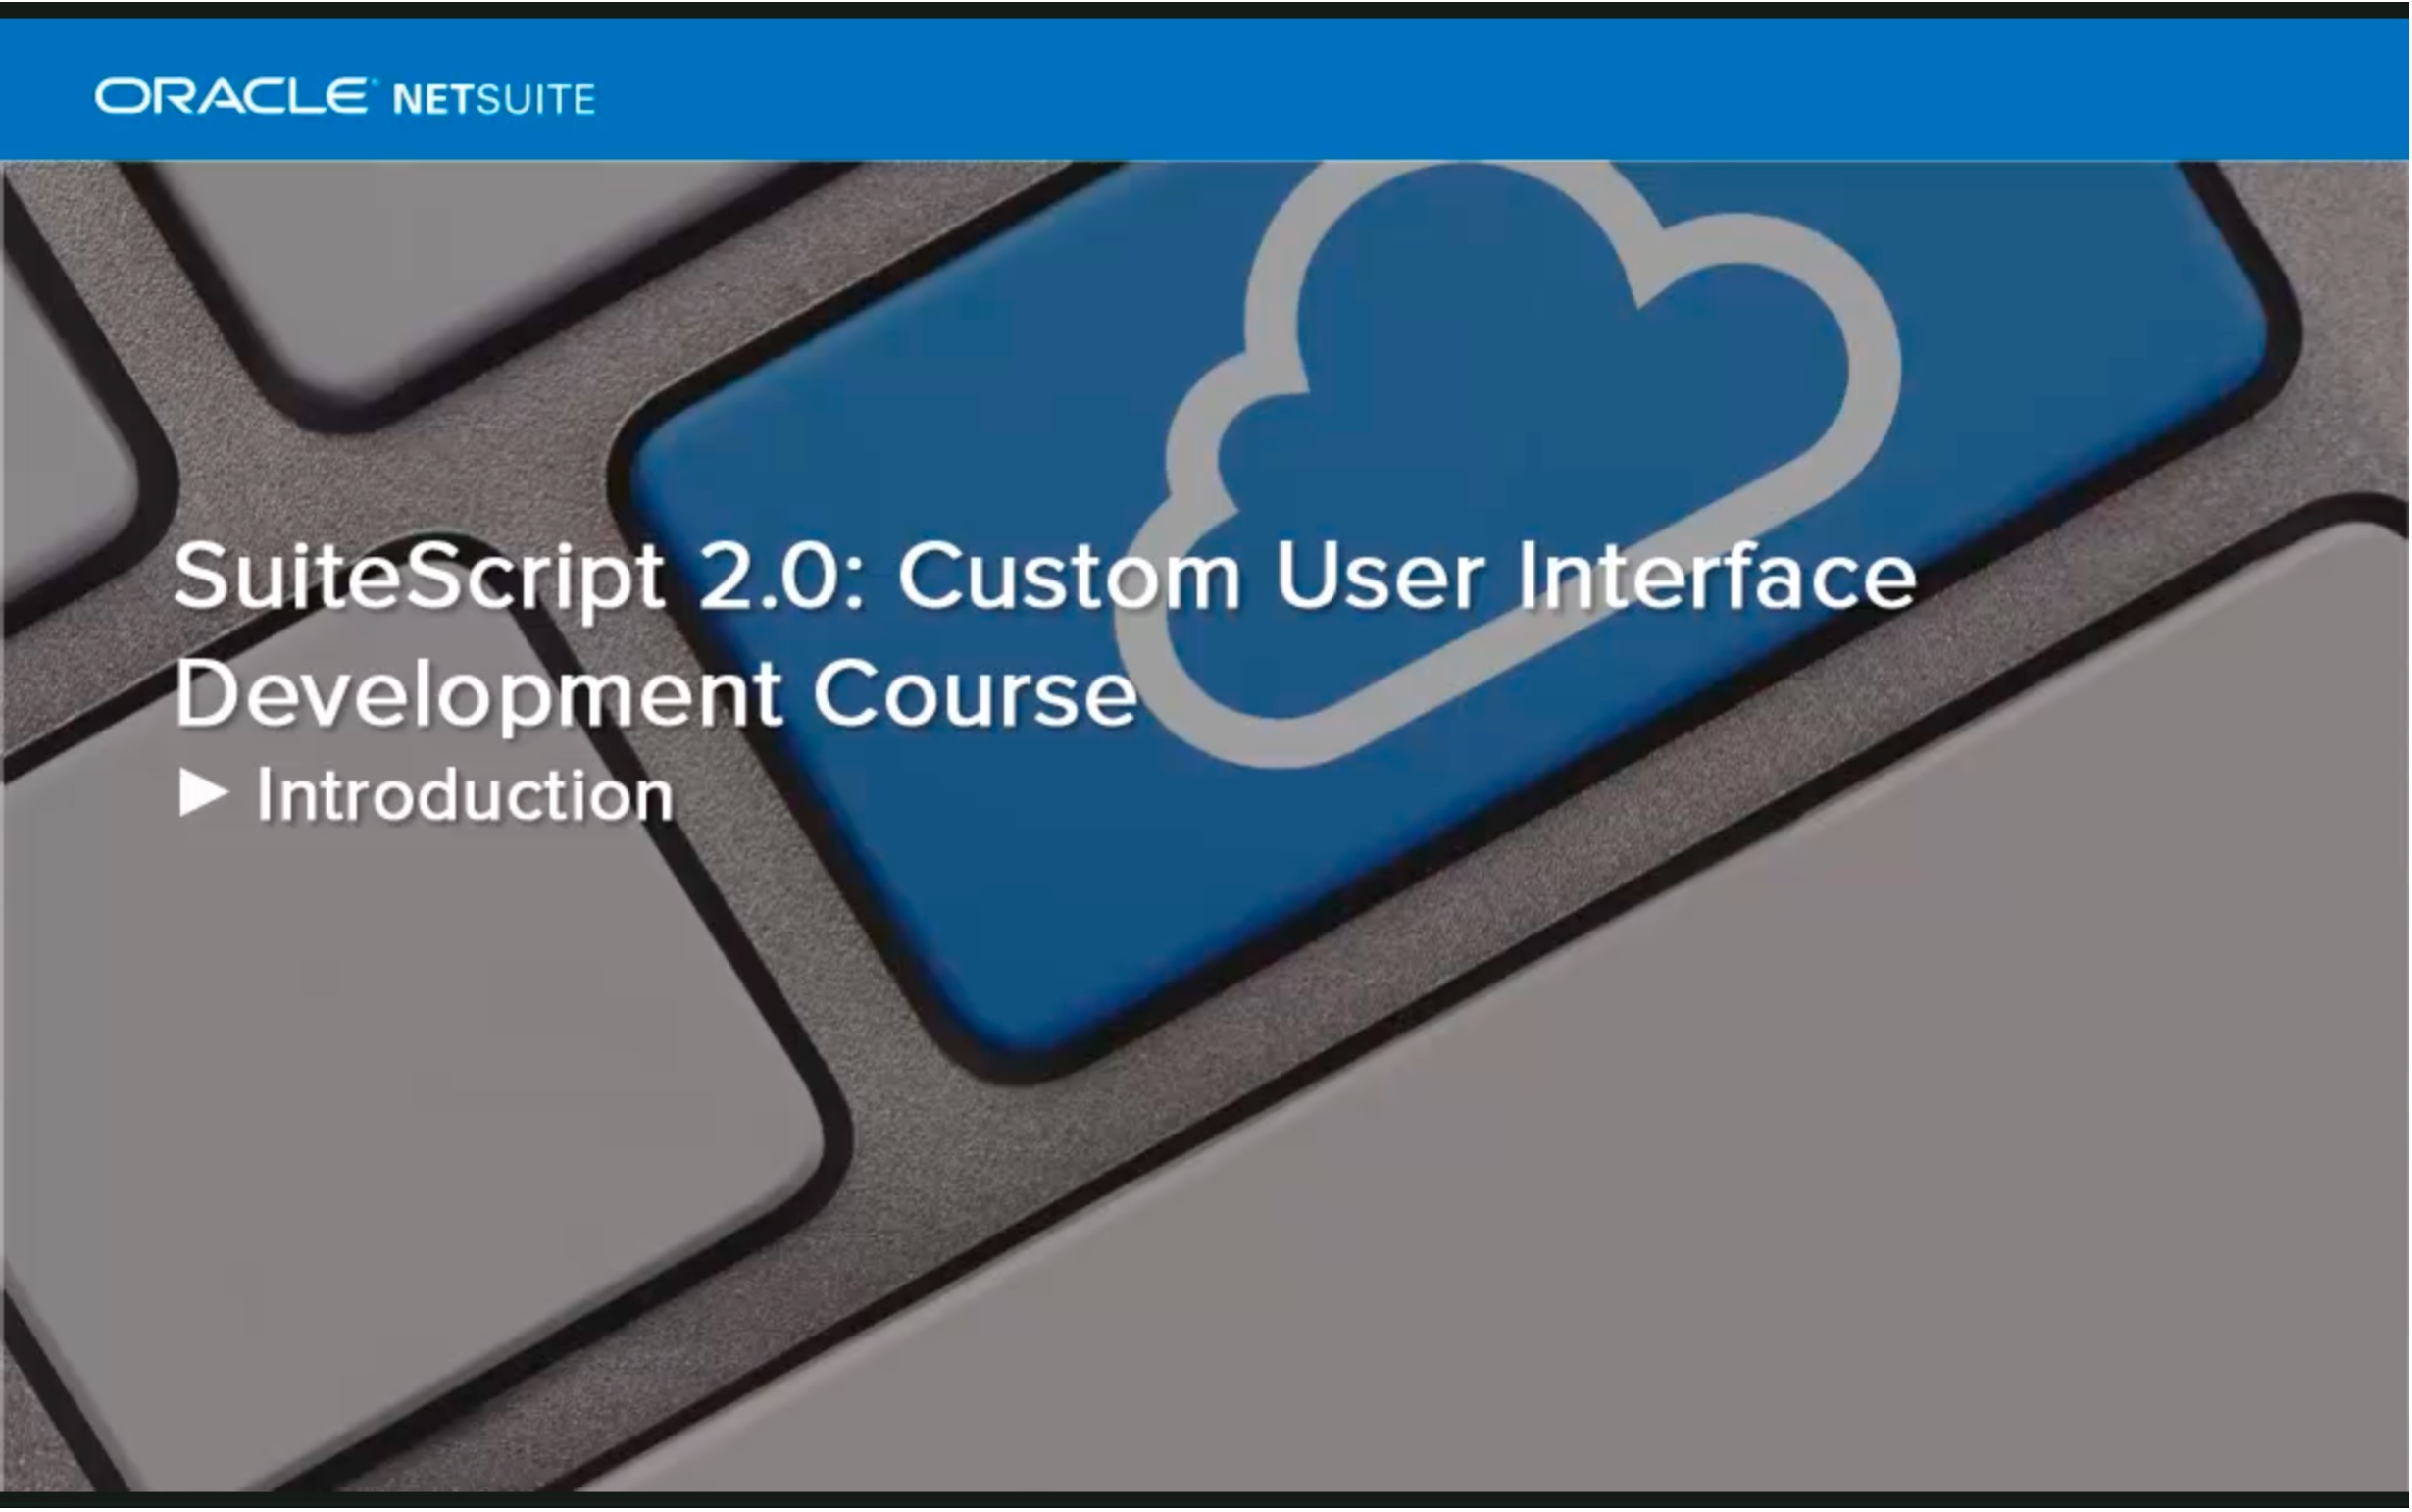 ORACLE NETSUITE
SuiteScript 2.0: Custom User Interface
Development Course
▶ Introduction